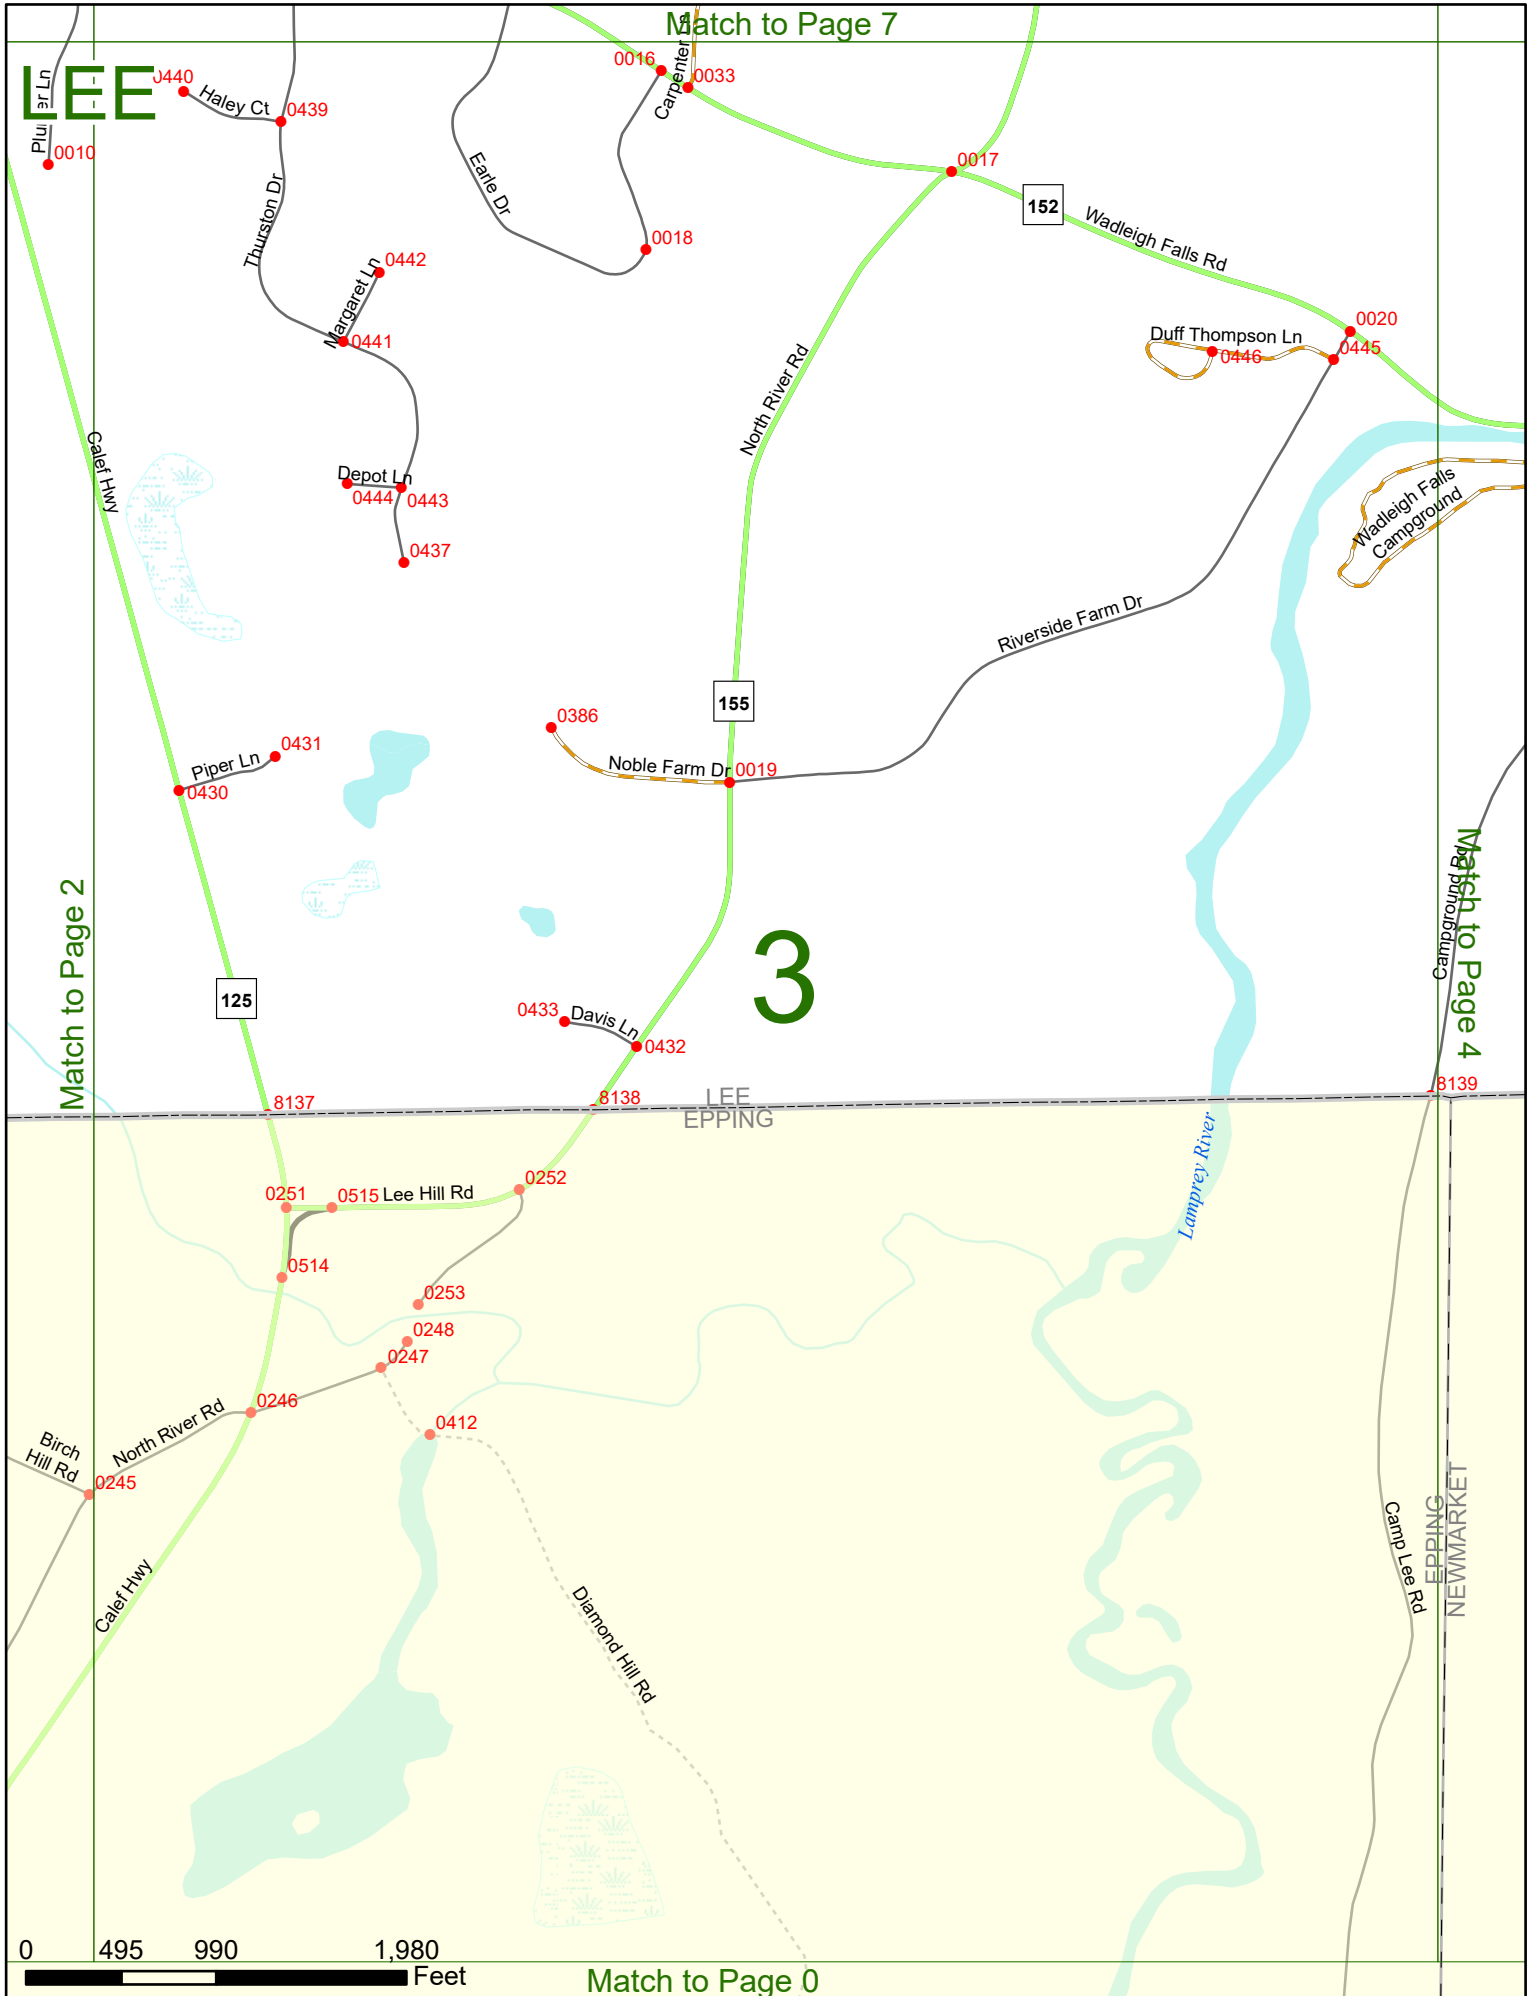 Match to Page 7
LEE
0440
Haley Ct
0439
0010
0016
Carpenter Ln
0033
0017
152
Wadleigh Falls Rd
Earle Dr
Thurston Dr
0018
0442
Margaret Ln
0441
0020
Duff Thompson Ln
0445
0446
North River Rd
Calef Hwy
Depot Ln
0444
0443
0437
Wadleigh Falls
Campground
Riverside Farm Dr
155
0386
Noble Farm Dr
0019
Piper Ln
0431
0430
Match to Page 2
3
Campground Rd
Match to Page 4
125
0433
Davis Ln
0432
8137
8138
8139
LEE
EPPING
Lamprey River
0251
0515
Lee Hill Rd
0252
0514
0253
0248
0247
0246
North River Rd
0412
Birch
Hill Rd
0245
Calef Hwy
Diamond Hill Rd
Camp Lee Rd
EPPING
NEWMARKET
0
495
990
1,980
Feet
Match to Page 0